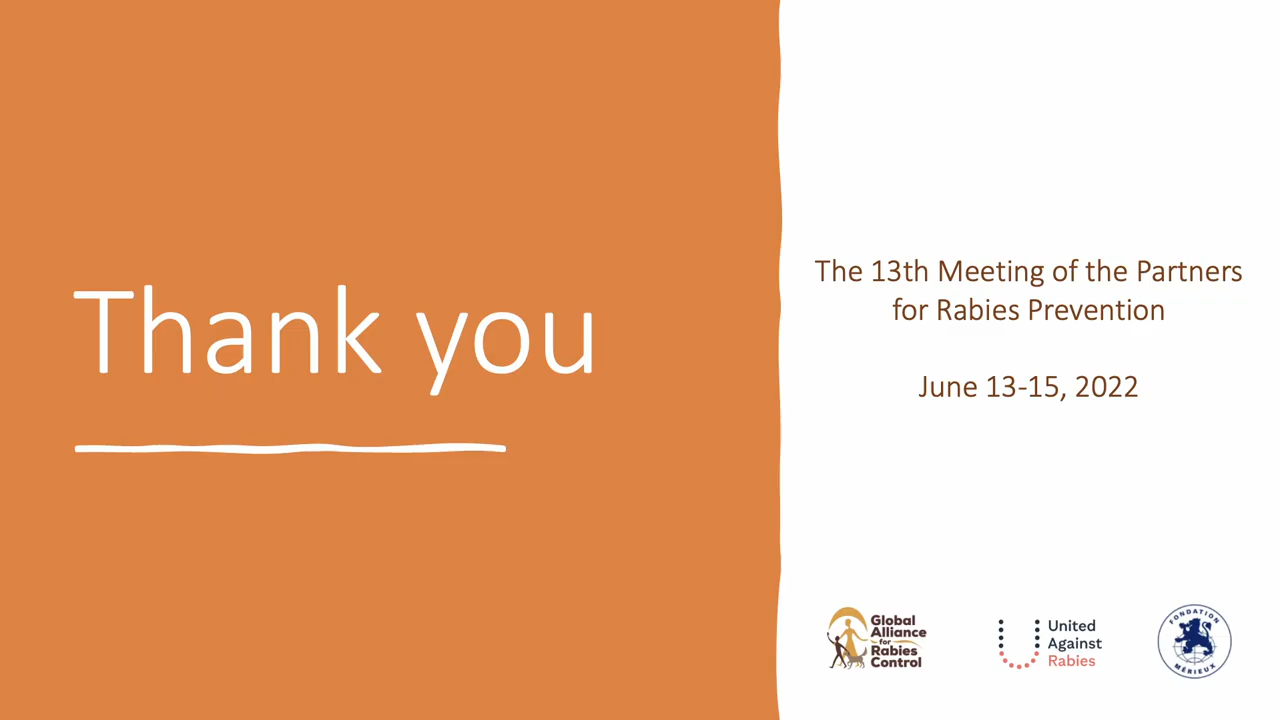 Thank you
The 13th Meeting of the Partners
for Rabies Prevention
June 13-15, 2022
Global
Alliance
for
Rabies
Control
United
Against
Rabies
FONDATION
MÉRIEUX